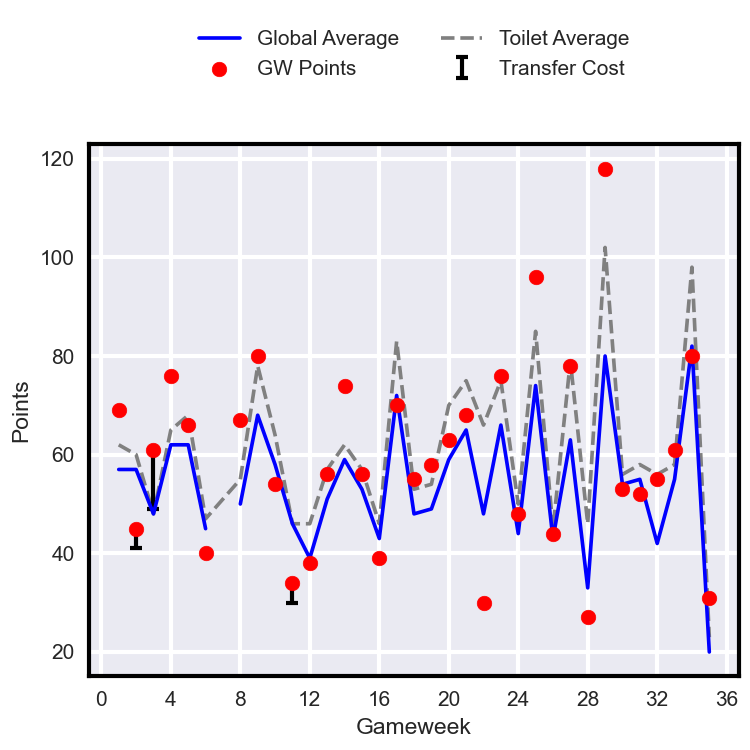 Global Average
Toilet Average
GW Points
Transfer Cost
120
100
80
60
40
20
Points
0 4 8 12 16 20 24 28 32 36
Gameweek